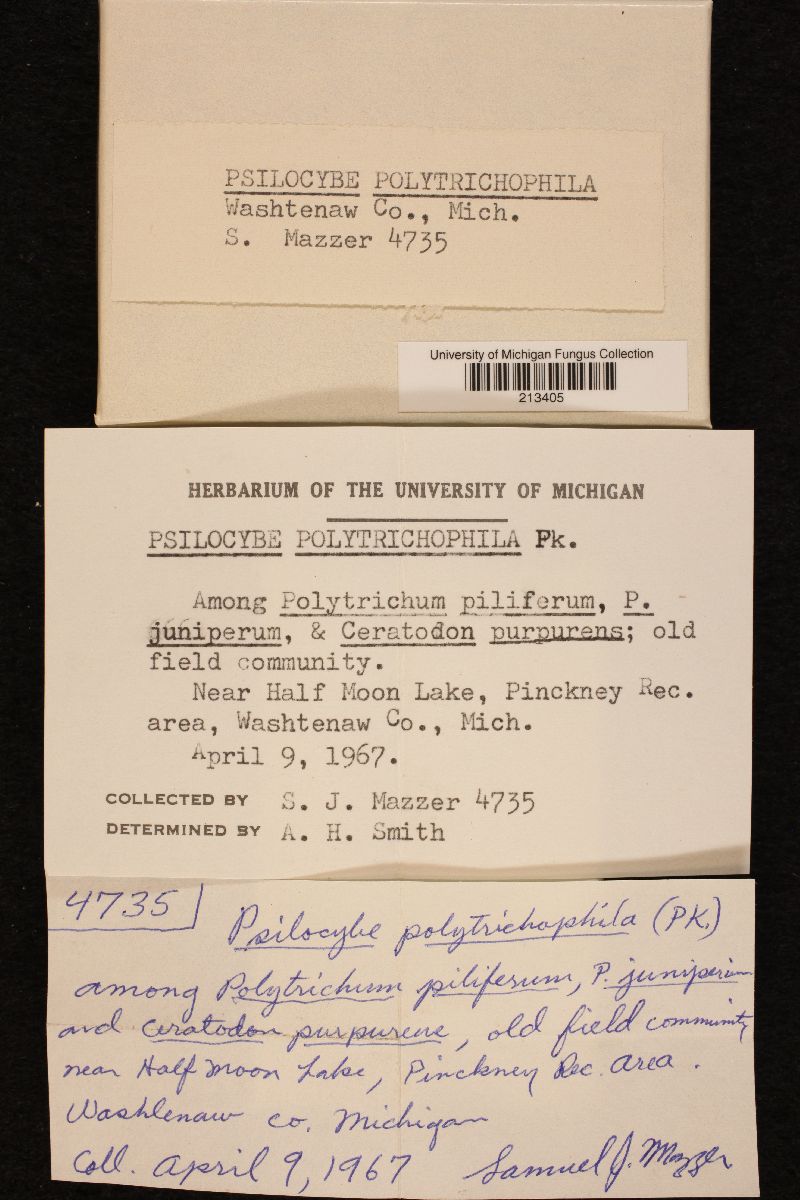 PSILOCYBE POLYTRICHOPHILA
Washtenaw Co., Mich.
S. Mazzer 4735
University of Michigan Fungus Collection
213405
HERBARIUM OF THE UNIVERSITY OF MICHIGAN
PSILOCYBE POLYTRICHOPHILA Pk.
Among Polytrichum piliferum, P.
juniperum, & Ceratodon purpurens; old
field community.
Near Half Moon Lake, Pinckney Rec.
area, Washtenaw Co., Mich.
April 9, 1967.
COLLECTED BY S. J. Mazzer 4735
DETERMINED BY A. H. Smith
4735
Psilocybe polytrichophila (PK.)
among Polytrichum piliferum, P. juniperium
and Ceratodon purpurens, old field community
near Half Moon Lake, Pinckney Rec. Area.
Washtenaw Co. Michigan
Coll. April 9, 1967 Samuel J. Mazzer